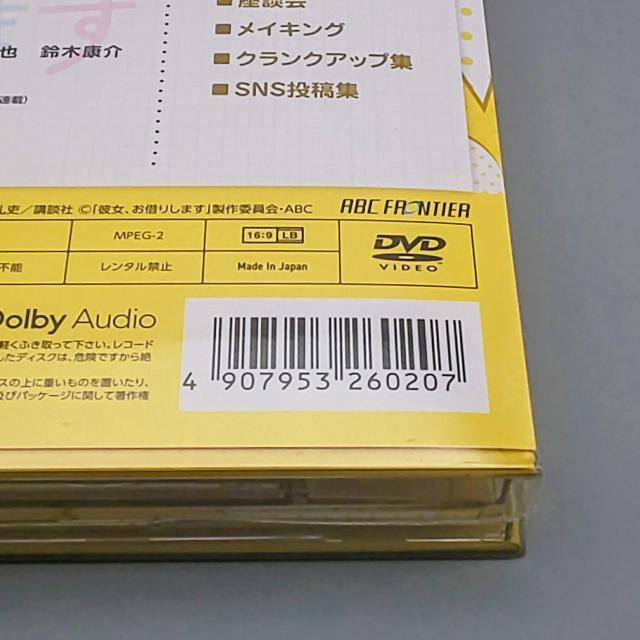 座談会
メイキング
クランクアップ集
SNS投稿集
ます
也 鈴木康介
連載)
礼吏／講談社 ©「彼女、お借りします」製作委員会・ABC
ABC FRONTIER
MPEG-2
16:9 LB
DVD
VIDEO
不能
レンタル禁止
Made In Japan
Dolby Audio
軽くふき取って下さい。レコード
したディスクは、危険ですから絶
スの上に重いものを置いたり、
及びパッケージに関して著作権
4 907953 260207